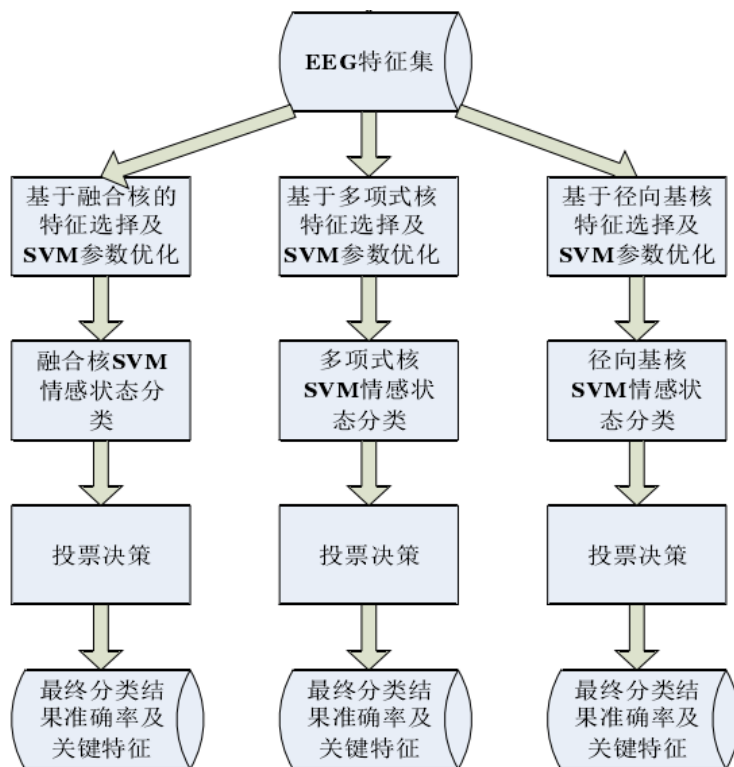 EEG特征集
基于融合核的
特征选择及
SVM参数优化
基于多项式核
特征选择及
SVM参数优化
基于径向基核
特征选择及
SVM参数优化
融合核SVM
情感状态分
类
多项式核
SVM情感状
态分类
径向基核
SVM情感状
态分类
投票决策
投票决策
投票决策
最终分类结
果准确率及
关键特征
最终分类结
果准确率及
关键特征
最终分类结
果准确率及
关键特征